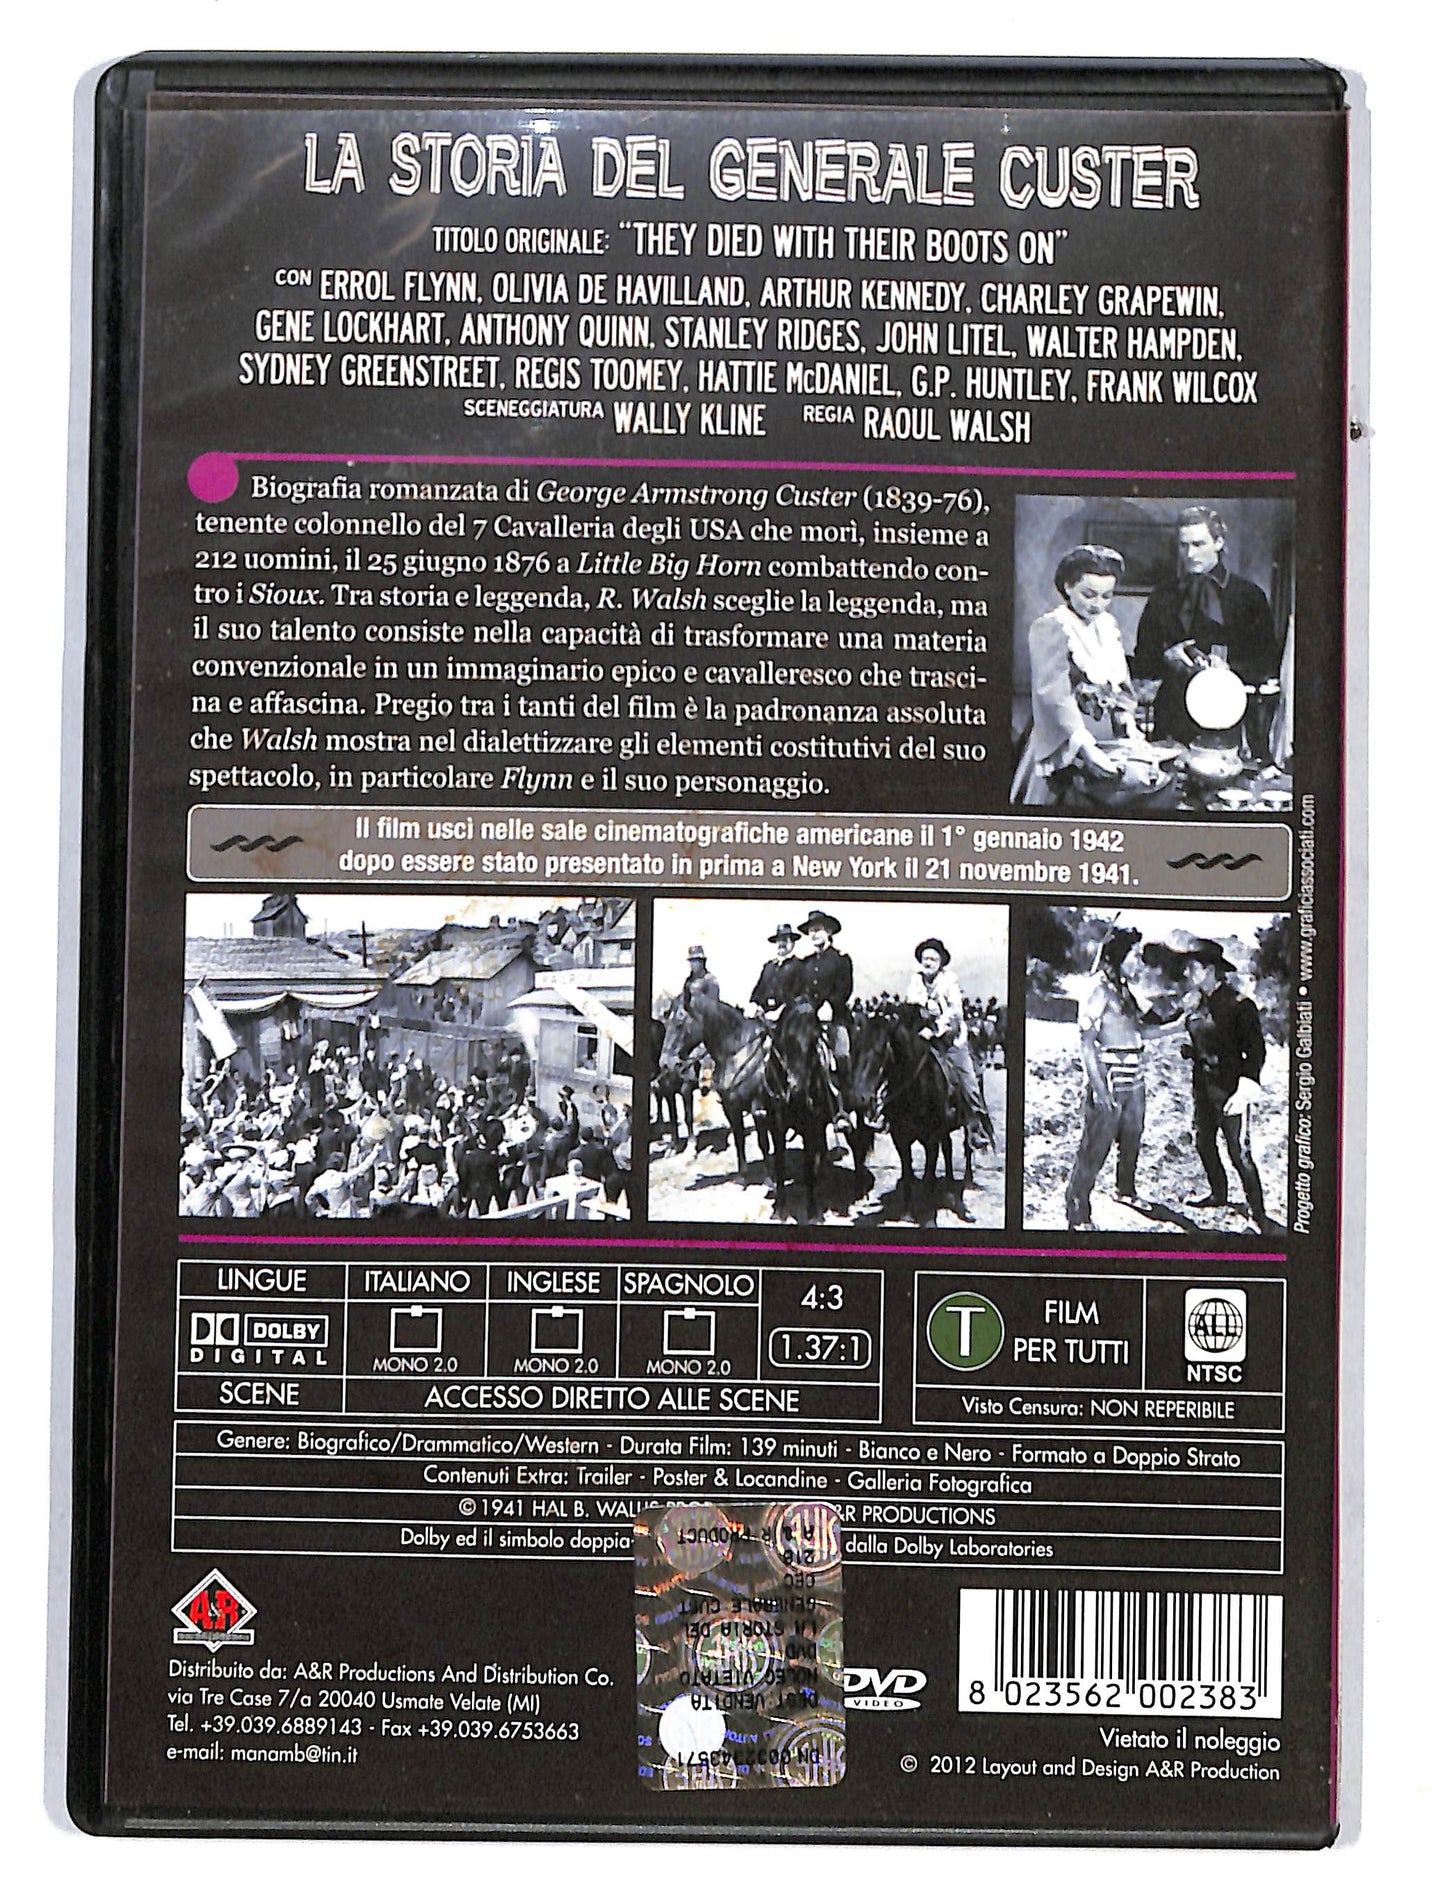 LA STORIA DEL GENERALE CUSTER
TITOLO ORIGINALE: "THEY DIED WITH THEIR BOOTS ON"
CON ERROL FLYNN, OLIVIA DE HAVILLAND, ARTHUR KENNEDY, CHARLEY GRAPEWIN,
GENE LOCKHART, ANTHONY QUINN, STANLEY RIDGES, JOHN LITEL, WALTER HAMPDEN,
SYDNEY GREENSTREET, REGIS TOOMEY, HATTIE McDANIEL, G.P. HUNTLEY, FRANK WILCOX
SCENEGGIATURA WALLY KLINE REGIA RAOUL WALSH
Biografia romanzata di George Armstrong Custer (1839-76),
tenente colonnello del 7 Cavalleria degli USA che morì, insieme a
212 uomini, il 25 giugno 1876 a Little Big Horn combattendo con-
tro i Sioux. Tra storia e leggenda, R. Walsh sceglie la leggenda, ma
il suo talento consiste nella capacità di trasformare una materia
convenzionale in un immaginario epico e cavalleresco che trasci-
na e affascina. Pregio tra i tanti del film è la padronanza assoluta
che Walsh mostra nel dialettizzare gli elementi costitutivi del suo
spettacolo, in particolare Flynn e il suo personaggio.
Il film uscì nelle sale cinematografiche americane il 1° gennaio 1942
dopo essere stato presentato in prima a New York il 21 novembre 1941.
Progetto grafico: Sergio Galbiati • www.graficiassociati.com
LINGUE ITALIANO INGLESE SPAGNOLO 4:3
DOLBY
DIGITAL MONO 2.0 MONO 2.0 MONO 2.0 1.37:1
SCENE ACCESSO DIRETTO ALLE SCENE
T FILM
PER TUTTI
ALL
NTSC
Visto Censura: NON REPERIBILE
Genere: Biografico/Drammatico/Western - Durata Film: 139 minuti - Bianco e Nero - Formato a Doppio Strato
Contenuti Extra: Trailer - Poster & Locandine - Galleria Fotografica
© 1941 HAL B. WALLIS &R PRODUCTIONS
Dolby ed il simbolo doppia- dalla Dolby Laboratories
A & R PRODUCT
218
CEC
GENERALE CUST
LA STORIA DEL
DVD
NOLEG VIETATO
DEST VENDITA
A&R
Distribuito da: A&R Productions And Distribution Co.
via Tre Case 7/a 20040 Usmate Velate (MI)
Tel. +39.039.6889143 - Fax +39.039.6753663
e-mail: manamb@tin.it
DVD
VIDEO
8 023562 002383
Vietato il noleggio
© 2012 Layout and Design A&R Production